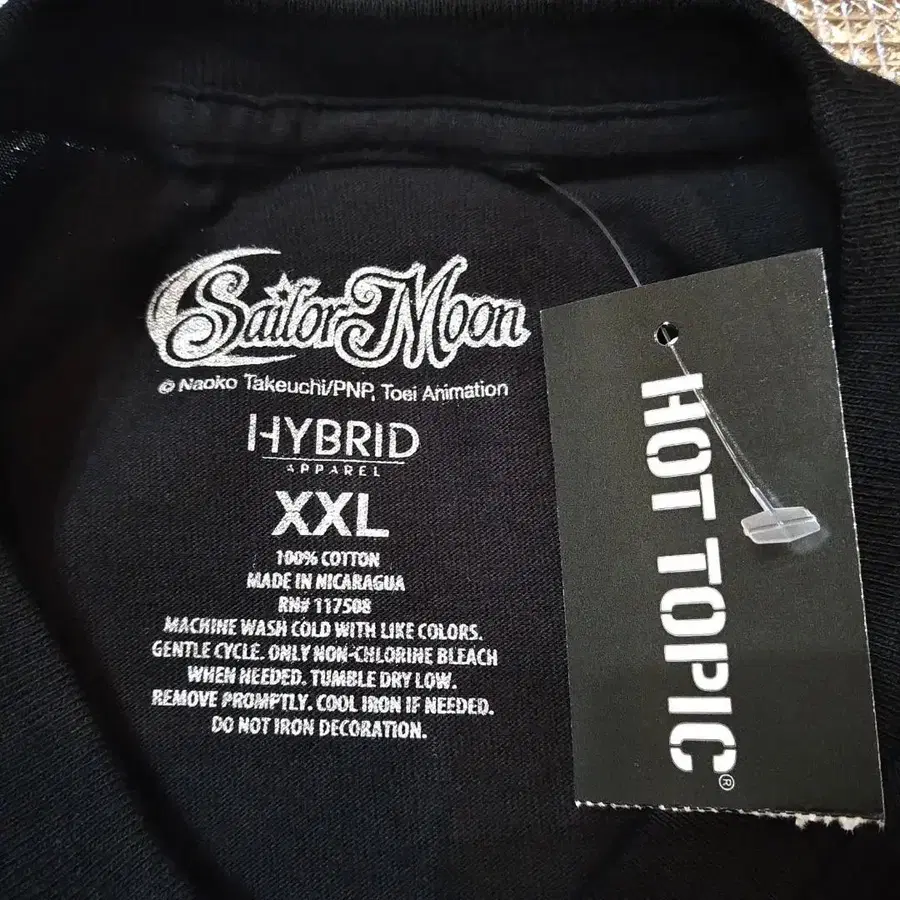 Sailor Moon
© Naoko Takeuchi/PNP, Toei Animation
HYBRID
APPAREL
XXL
100% COTTON
MADE IN NICARAGUA
RN# 117508
MACHINE WASH COLD WITH LIKE COLORS.
GENTLE CYCLE. ONLY NON-CHLORINE BLEACH
WHEN NEEDED. TUMBLE DRY LOW.
REMOVE PROMPTLY. COOL IRON IF NEEDED.
DO NOT IRON DECORATION.
HOT TOPIC®